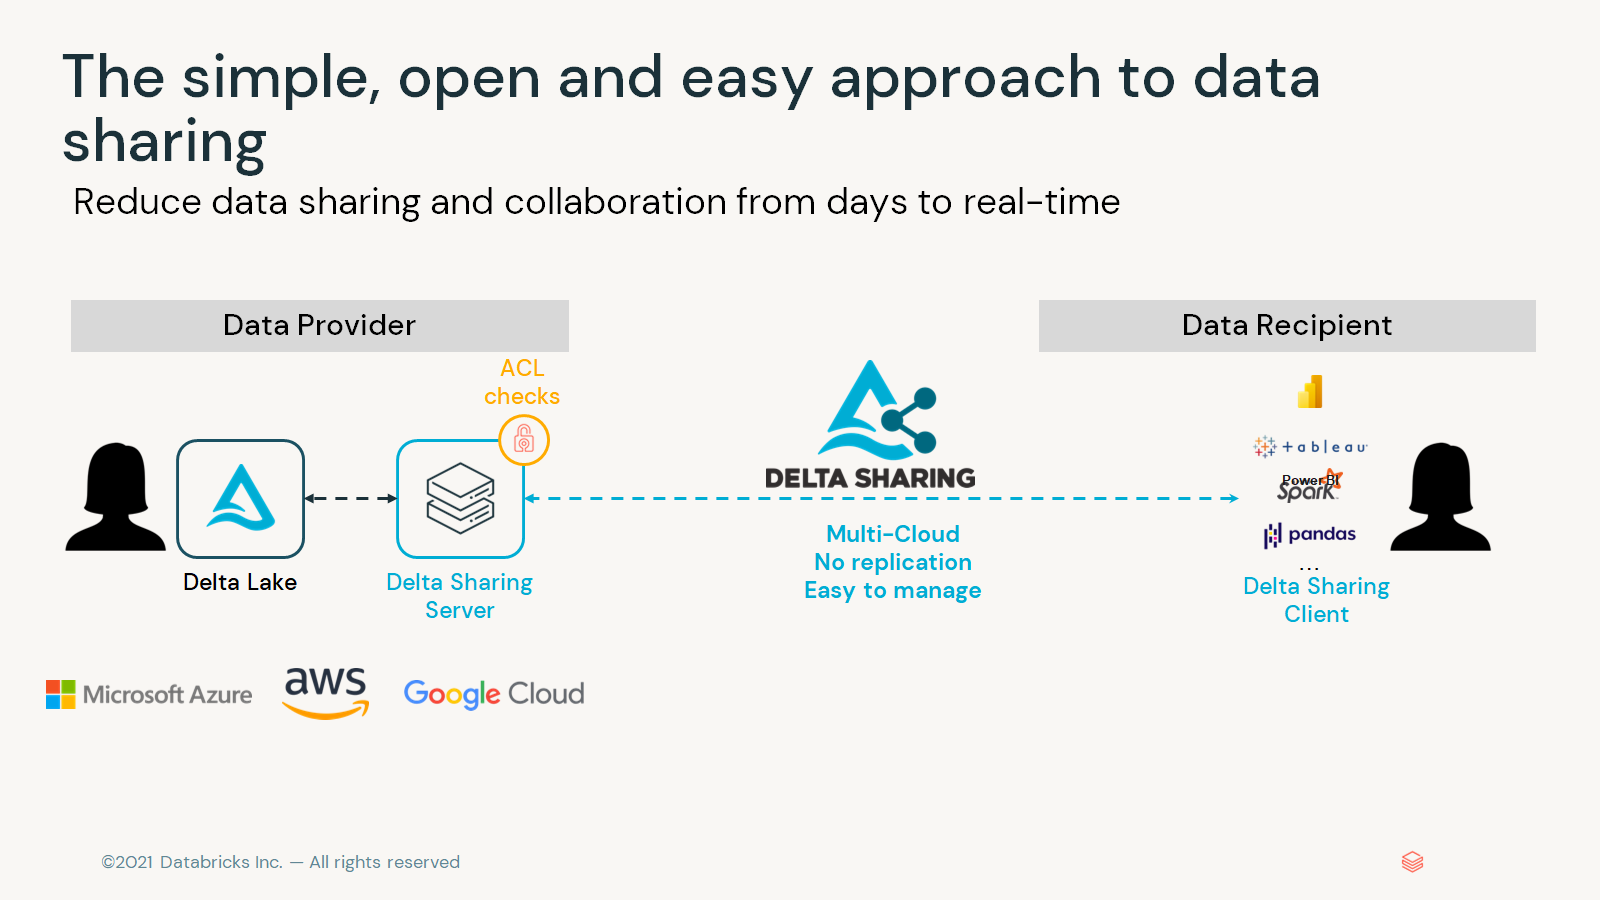 The simple, open and easy approach to data
sharing
Reduce data sharing and collaboration from days to real-time
Data Provider
Data Recipient
ACL
checks
DELTA SHARING
+ableau
Power BI
Spark
pandas
...
Multi-Cloud
No replication
Easy to manage
Delta Lake
Delta Sharing
Server
Delta Sharing
Client
Microsoft Azure
aws
Google Cloud
©2021 Databricks Inc. — All rights reserved